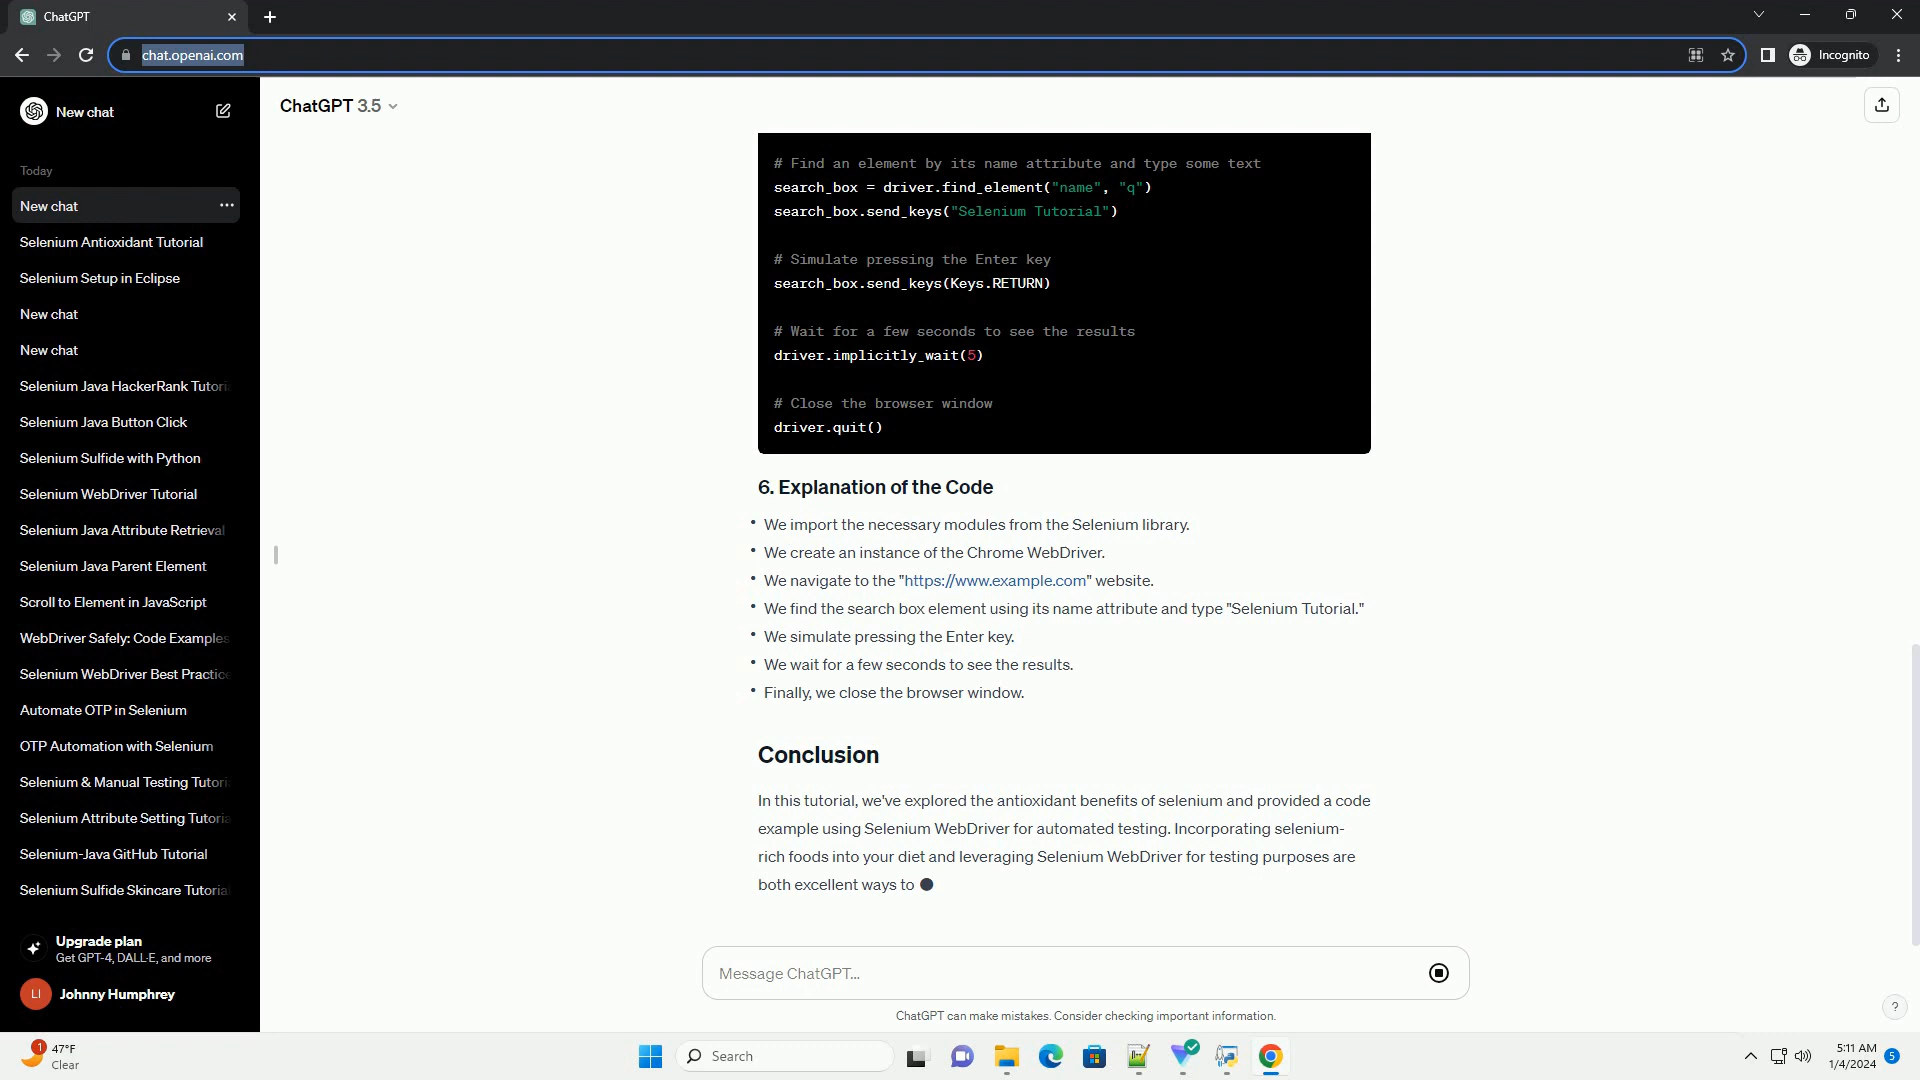 ChatGPT
chat.openai.com
Incognito
New chat
ChatGPT 3.5
Today
New chat
Selenium Antioxidant Tutorial
Selenium Setup in Eclipse
New chat
New chat
Selenium Java HackerRank Tutori
Selenium Java Button Click
Selenium Sulfide with Python
Selenium WebDriver Tutorial
Selenium Java Attribute Retrieval
Selenium Java Parent Element
Scroll to Element in JavaScript
WebDriver Safely: Code Examples
Selenium WebDriver Best Practice
Automate OTP in Selenium
OTP Automation with Selenium
Selenium & Manual Testing Tutori
Selenium Attribute Setting Tutoria
Selenium-Java GitHub Tutorial
Selenium Sulfide Skincare Tutoria
Upgrade plan
Get GPT-4, DALL·E, and more
LI
Johnny Humphrey
# Find an element by its name attribute and type some text
search_box = driver.find_element("name", "q")
search_box.send_keys("Selenium Tutorial")
# Simulate pressing the Enter key
search_box.send_keys(Keys.RETURN)
# Wait for a few seconds to see the results
driver.implicitly_wait(5)
# Close the browser window
driver.quit()
6. Explanation of the Code
• We import the necessary modules from the Selenium library.
• We create an instance of the Chrome WebDriver.
• We navigate to the "https://www.example.com" website.
• We find the search box element using its name attribute and type "Selenium Tutorial."
• We simulate pressing the Enter key.
• We wait for a few seconds to see the results.
• Finally, we close the browser window.
Conclusion
In this tutorial, we've explored the antioxidant benefits of selenium and provided a code
example using Selenium WebDriver for automated testing. Incorporating selenium-
rich foods into your diet and leveraging Selenium WebDriver for testing purposes are
both excellent ways to
Message ChatGPT...
ChatGPT can make mistakes. Consider checking important information.
?
1
47°F
Clear
Search
5:11 AM
1/4/2024
5